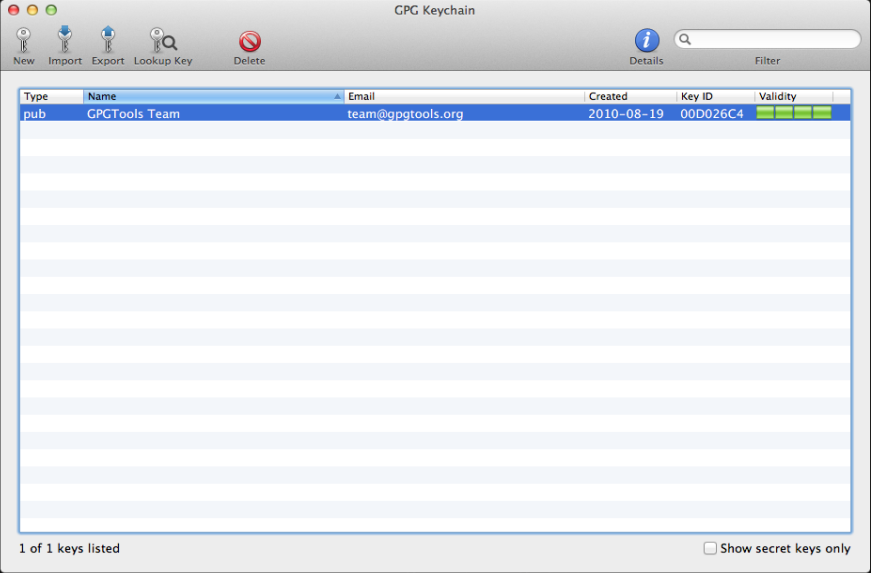 GPG Keychain
New Import Export Lookup Key Delete Details Filter
Type Name Email Created Key ID Validity
pub GPGTools Team team@gpgtools.org 2010-08-19 00D026C4
1 of 1 keys listed Show secret keys only